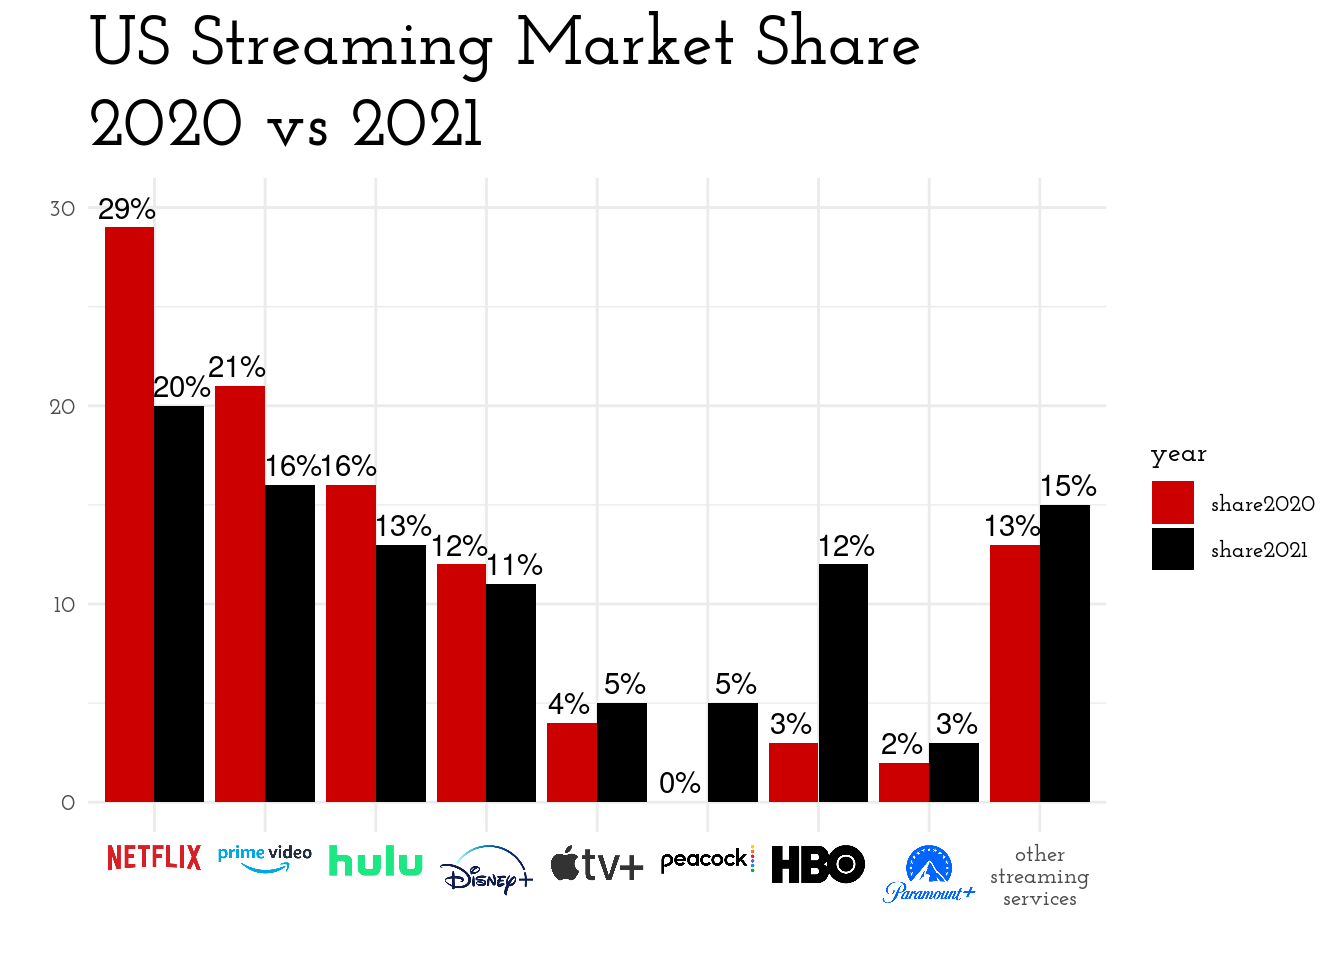 US Streaming Market Share
2020 vs 2021
30
20
10
0
29%
20%
21%
16%
16%
13%
12%
11%
4%
5%
0%
5%
3%
12%
2%
3%
13%
15%
year
share2020
share2021
NETFLIX
prime video
hulu
Disney+
tv+
peacock
HBO
Paramount+
other
streaming
services